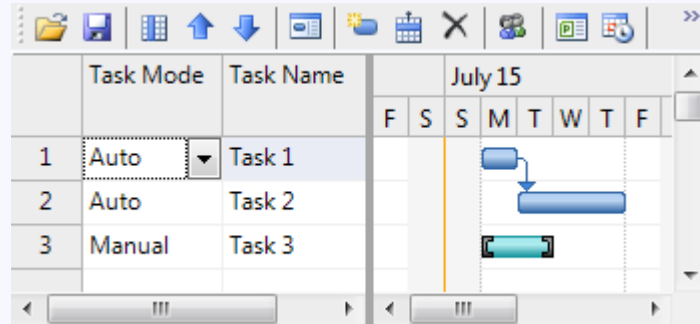 Task Mode Task Name July 15
F S S M T W T F
1 Auto Task 1
2 Auto Task 2
3 Manual Task 3